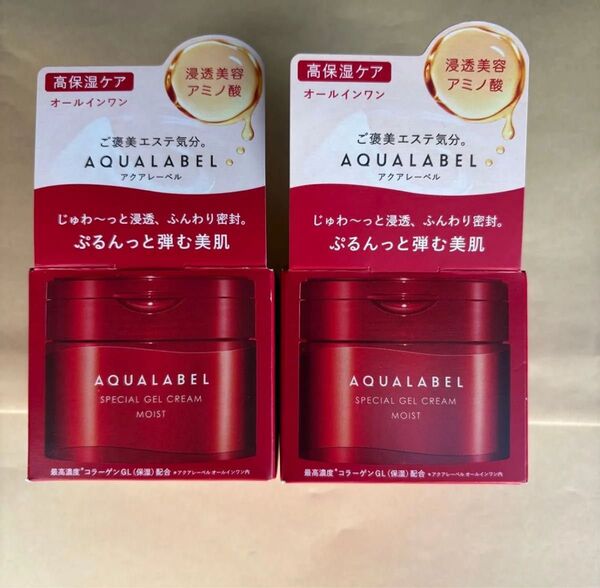 高保湿ケア
オールインワン
浸透美容
アミノ酸
ご褒美エステ気分。
AQUALABEL
アクアレーベル
じゅわ〜っと浸透、ふんわり密封。
ぷるんっと弾む美肌
AQUALABEL
SPECIAL GEL CREAM
MOIST
最高濃度*コラーゲンGL(保湿)配合 *アクアレーベル オールインワン内
高保湿ケア
オールインワン
浸透美容
アミノ酸
ご褒美エステ気分。
AQUALABEL
アクアレーベル
じゅわ〜っと浸透、ふんわり密封。
ぷるんっと弾む美肌
AQUALABEL
SPECIAL GEL CREAM
MOIST
最高濃度*コラーゲンGL(保湿)配合 *アクアレーベル オールインワン内